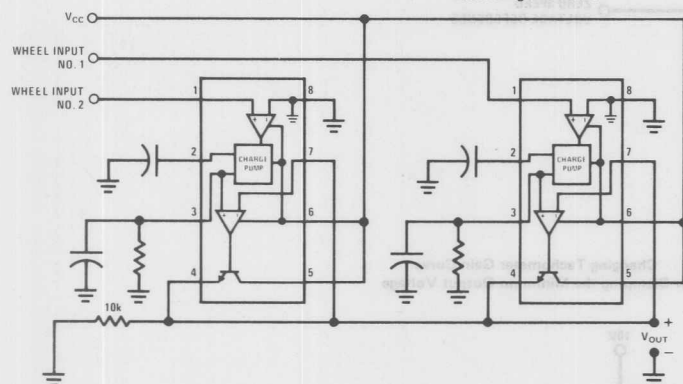 VCC
WHEEL INPUT
NO. 1
WHEEL INPUT
NO. 2
1
8
2
CHARGE
PUMP
7
3
6
4
5
10k
1
8
2
CHARGE
PUMP
7
3
6
4
5
+
VOUT
−